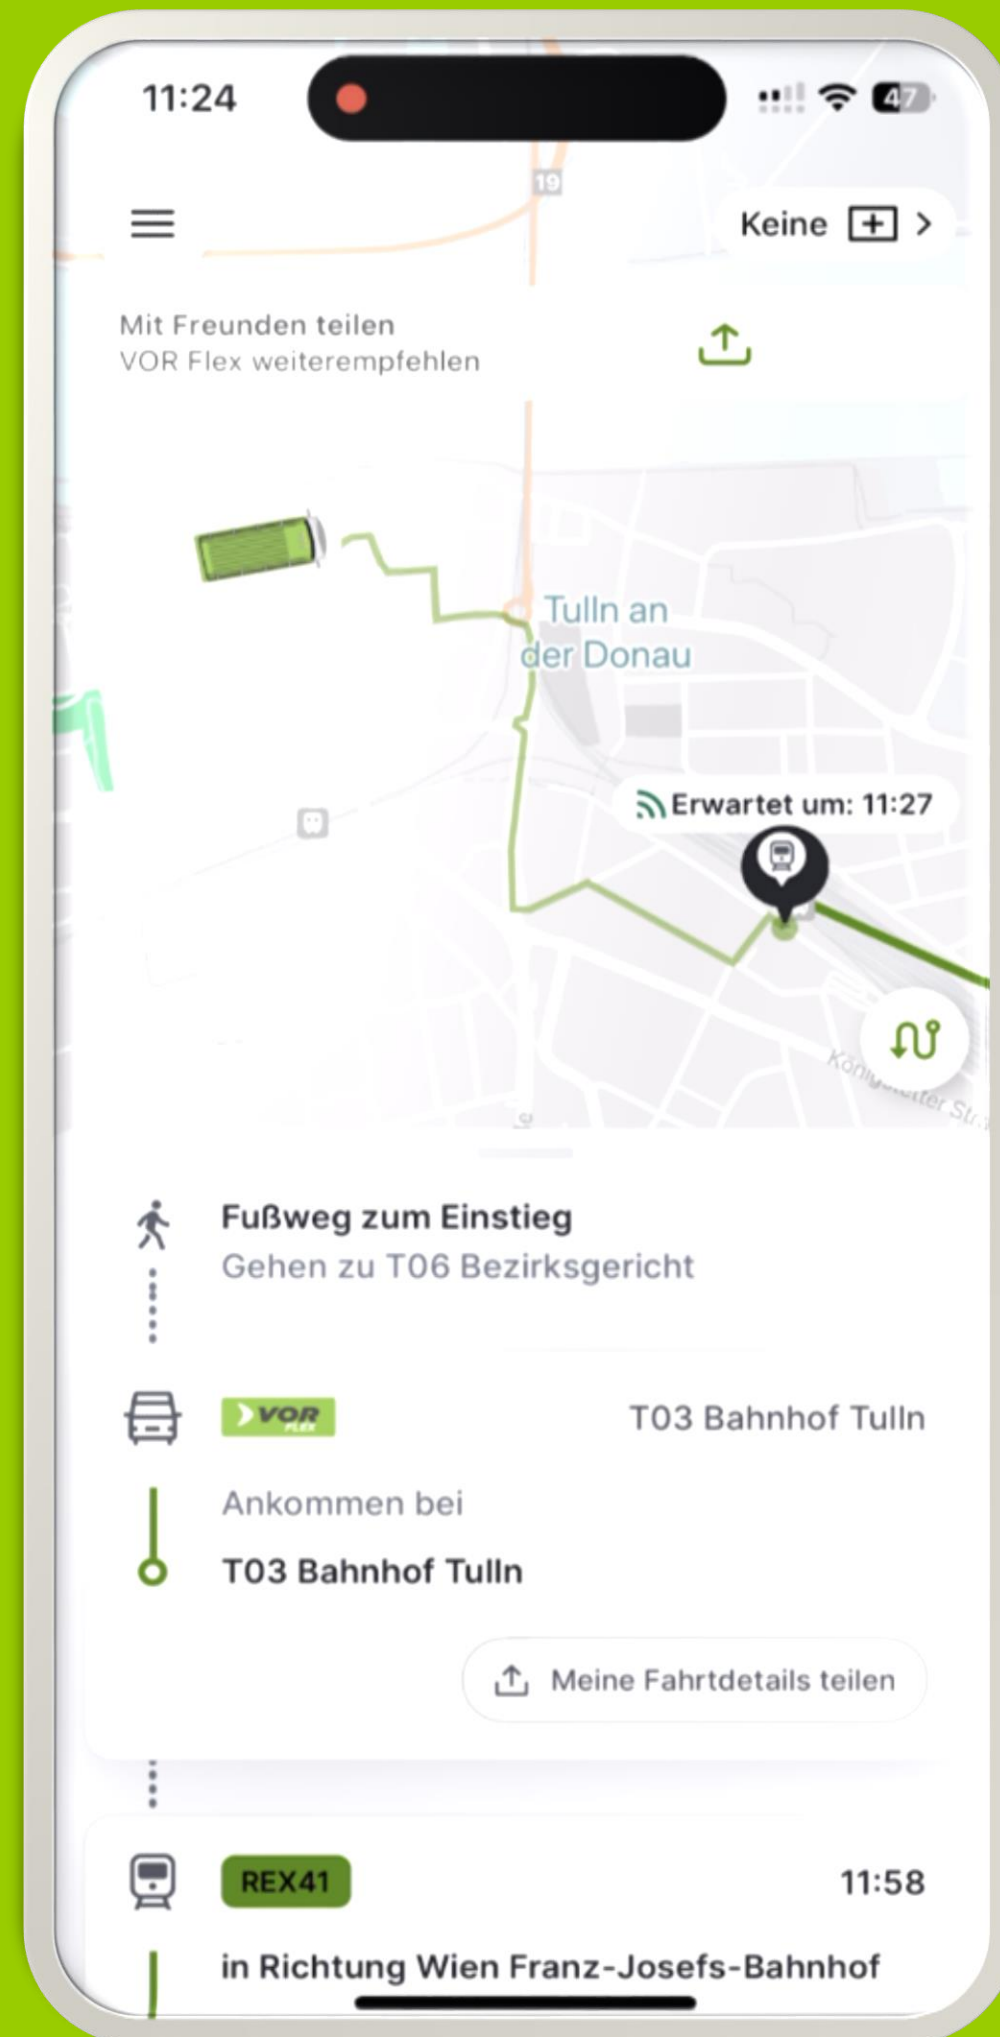 11:24
47
19
Keine
Mit Freunden teilen
VOR Flex weiterempfehlen
Tulln an
der Donau
Erwartet um: 11:27
Fußweg zum Einstieg
Gehen zu T06 Bezirksgericht
VOR
FLEX
T03 Bahnhof Tulln
Ankommen bei
T03 Bahnhof Tulln
Meine Fahrtdetails teilen
REX41
11:58
in Richtung Wien Franz-Josefs-Bahnhof